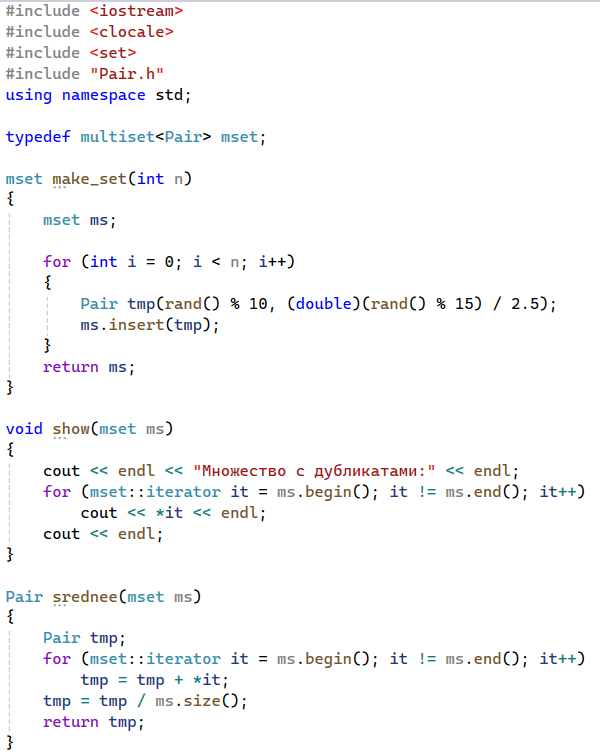 #include <iostream>
#include <clocale>
#include <set>
#include "Pair.h"
using namespace std;

typedef multiset<Pair> mset;

mset make_set(int n)
{
    mset ms;

    for (int i = 0; i < n; i++)
    {
        Pair tmp(rand() % 10, (double)(rand() % 15) / 2.5);
        ms.insert(tmp);
    }
    return ms;
}

void show(mset ms)
{
    cout << endl << "Множество с дубликатами:" << endl;
    for (mset::iterator it = ms.begin(); it != ms.end(); it++)
        cout << *it << endl;
    cout << endl;
}

Pair srednee(mset ms)
{
    Pair tmp;
    for (mset::iterator it = ms.begin(); it != ms.end(); it++)
        tmp = tmp + *it;
    tmp = tmp / ms.size();
    return tmp;
}